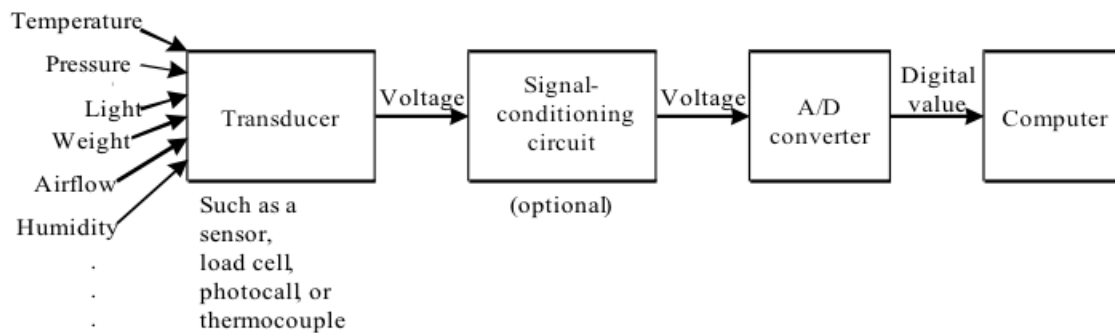 Temperature
Pressure
Light
Weight
Airflow
Humidity
.
.
.
Transducer
Such as a
sensor,
load cell,
photocall, or
thermocouple
Voltage
Signal-
conditioning
circuit
(optional)
Voltage
A/D
converter
Digital
value
Computer